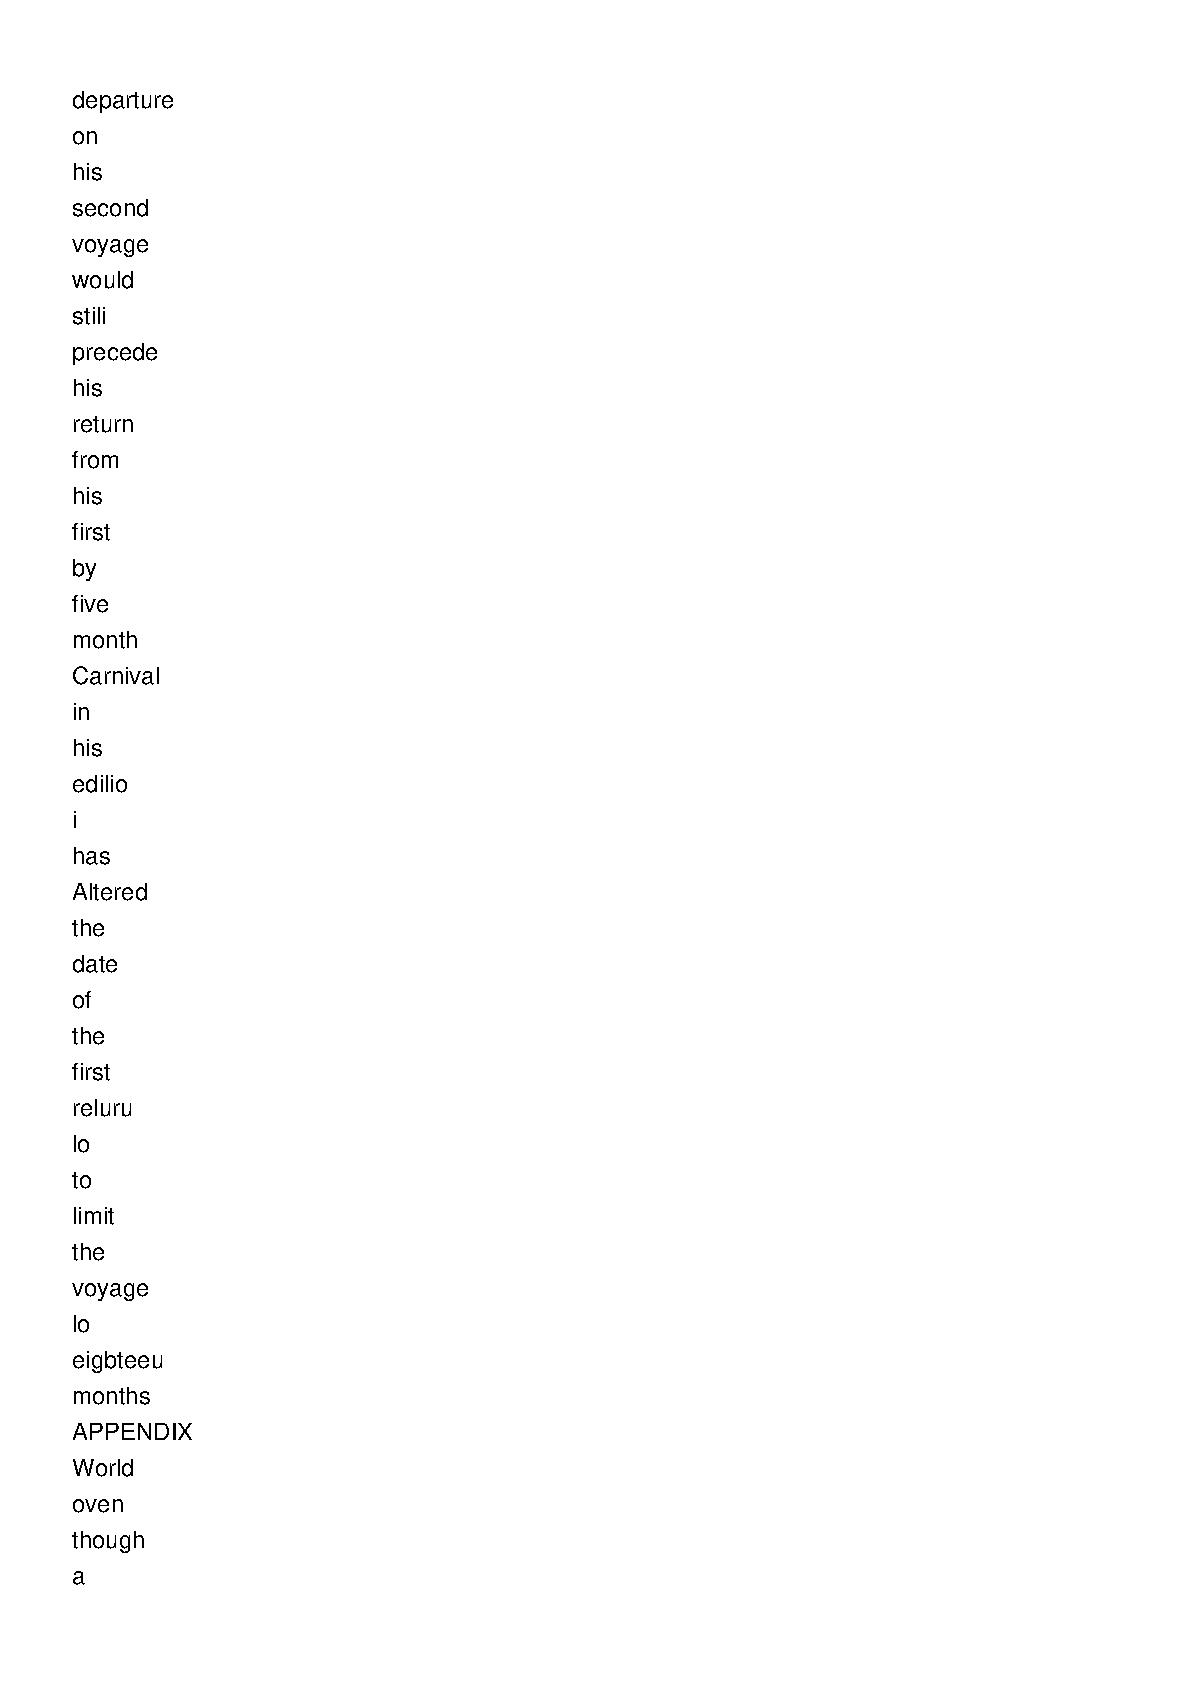 departure
on
his
second
voyage
would
stili
precede
his
return
from
his
first
by
five
month
Carnival
in
his
edilio
i
has
Altered
the
date
of
the
first
reluru
lo
to
limit
the
voyage
lo
eigbteeu
months
APPENDIX
World
oven
though
a